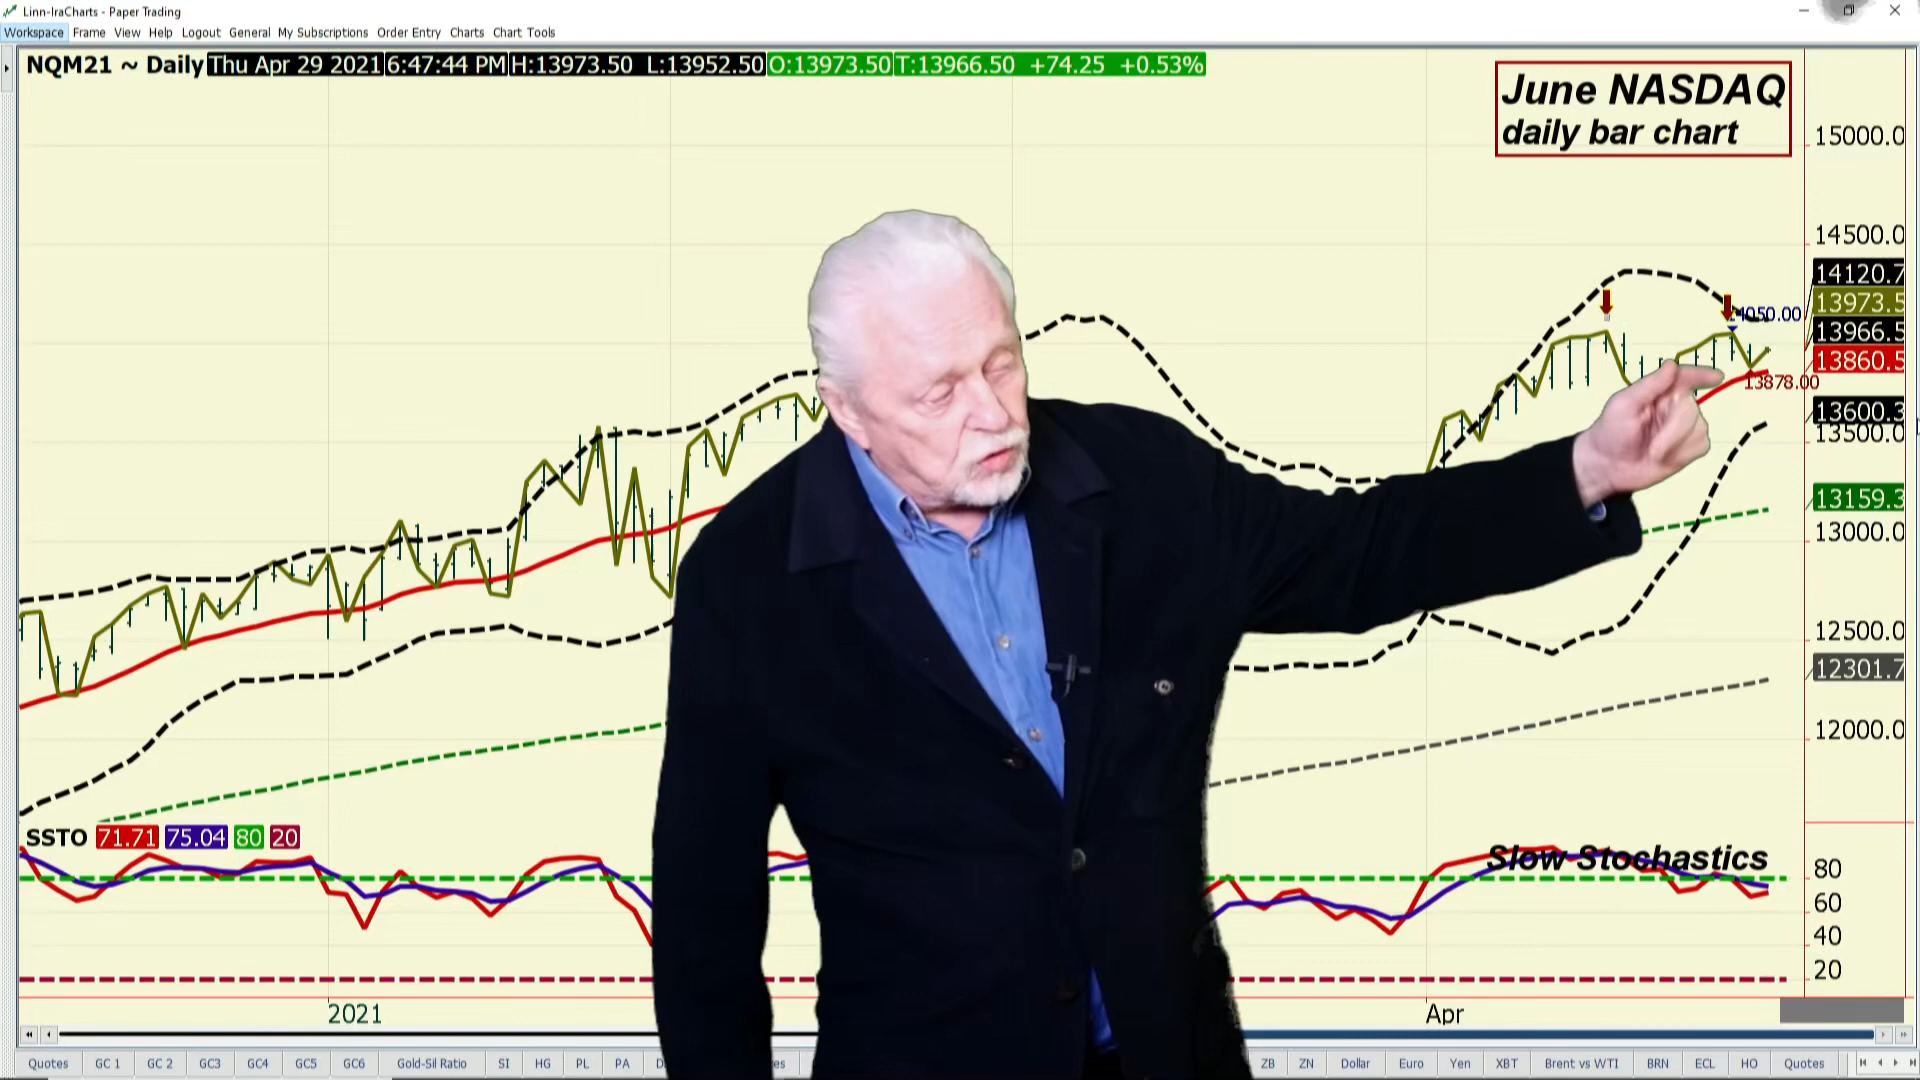 Linn-IraCharts - Paper Trading
Workspace Frame View Help Logout General My Subscriptions Order Entry Charts Chart Tools
NQM21 ~ Daily Thu Apr 29 2021 6:47:44 PM H:13973.50 L:13952.50 O:13973.50 T:13966.50 +74.25 +0.53%
June NASDAQ
daily bar chart
15000.0
14500.0
14120.7
13973.5
4050.00
13966.5
13860.5
13878.00
13600.3
13500.0
13159.3
13000.0
12500.0
12301.7
12000.0
SSTO 71.71 75.04 80 20
Slow Stochastics
80
60
40
20
2021 Apr
Quotes GC 1 GC 2 GC3 GC4 GC5 GC6 Gold-Sil Ratio SI HG PL PA ZB ZN Dollar Euro Yen XBT Brent vs WTI BRN ECL HO Quotes